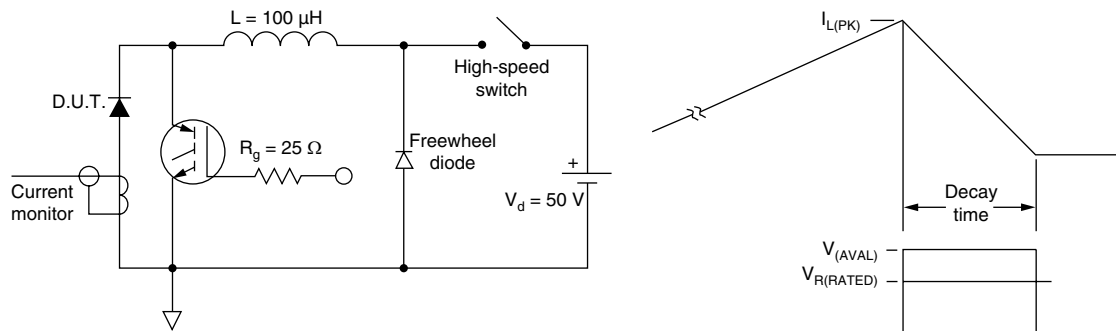 L = 100 μH
D.U.T.
High-speed
switch
R_g = 25 Ω
Freewheel
diode
+
V_d = 50 V
Current
monitor
I_L(PK)
Decay
time
V_(AVAL)
V_R(RATED)